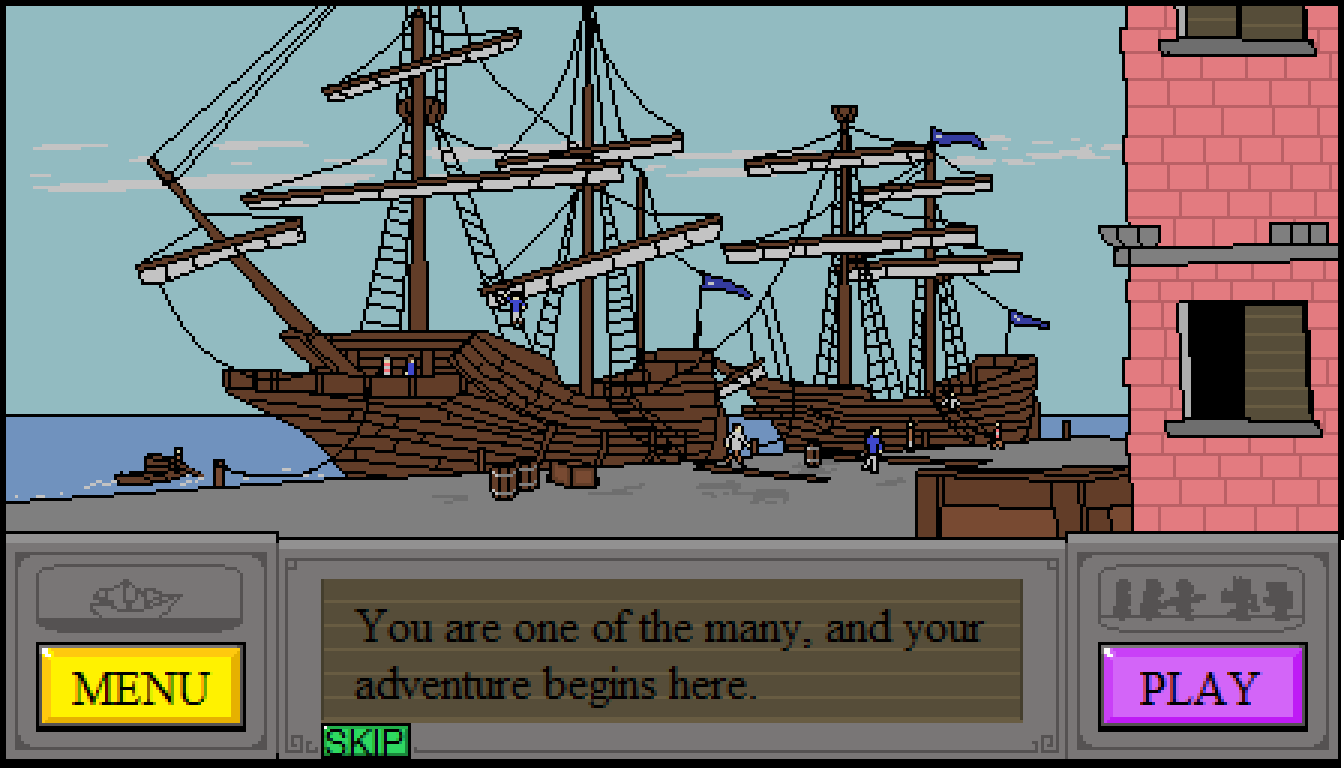 You are one of the many, and your
adventure begins here.
MENU
PLAY
SKIP